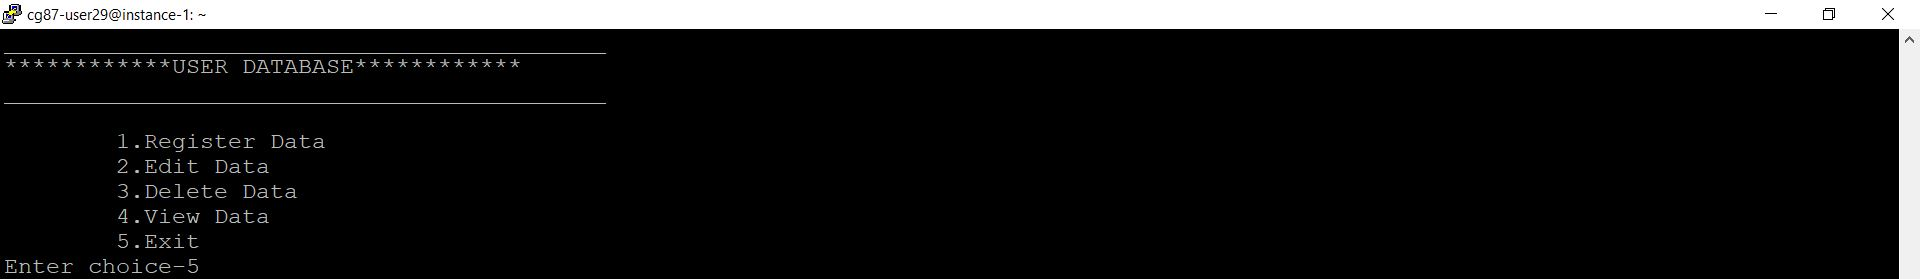 cg87-user29@instance-1: ~
************USER DATABASE************
1.Register Data
2.Edit Data
3.Delete Data
4.View Data
5.Exit
Enter choice-5